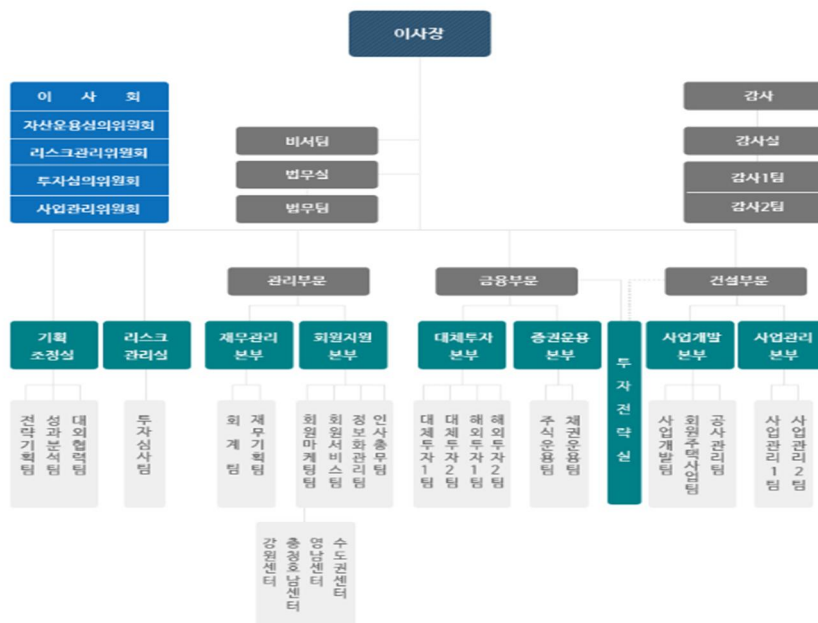 이사장
이 사 회
자산운용심의위원회
리스크관리위원회
투자심의위원회
사업관리위원회
비서팀
법무실
법무팀
감사
감사실
감사1팀
감사2팀
관리부문
금융부문
건설부문
기획
조정실
리스크
관리실
재무관리
본부
회원지원
본부
대체투자
본부
증권운용
본부
투자전략실
사업개발
본부
사업관리
본부
전략기획팀
성과분석팀
대외협력팀
투자심사팀
회계팀
재무기획팀
회원마케팅팀
회원서비스팀
정보화관리팀
인사총무팀
대체투자1팀
대체투자2팀
해외투자1팀
해외투자2팀
주식운용팀
채권운용팀
사업개발팀
회원주택사업팀
공사관리팀
사업관리1팀
사업관리2팀
강원센터
충청호남센터
영남센터
수도권센터